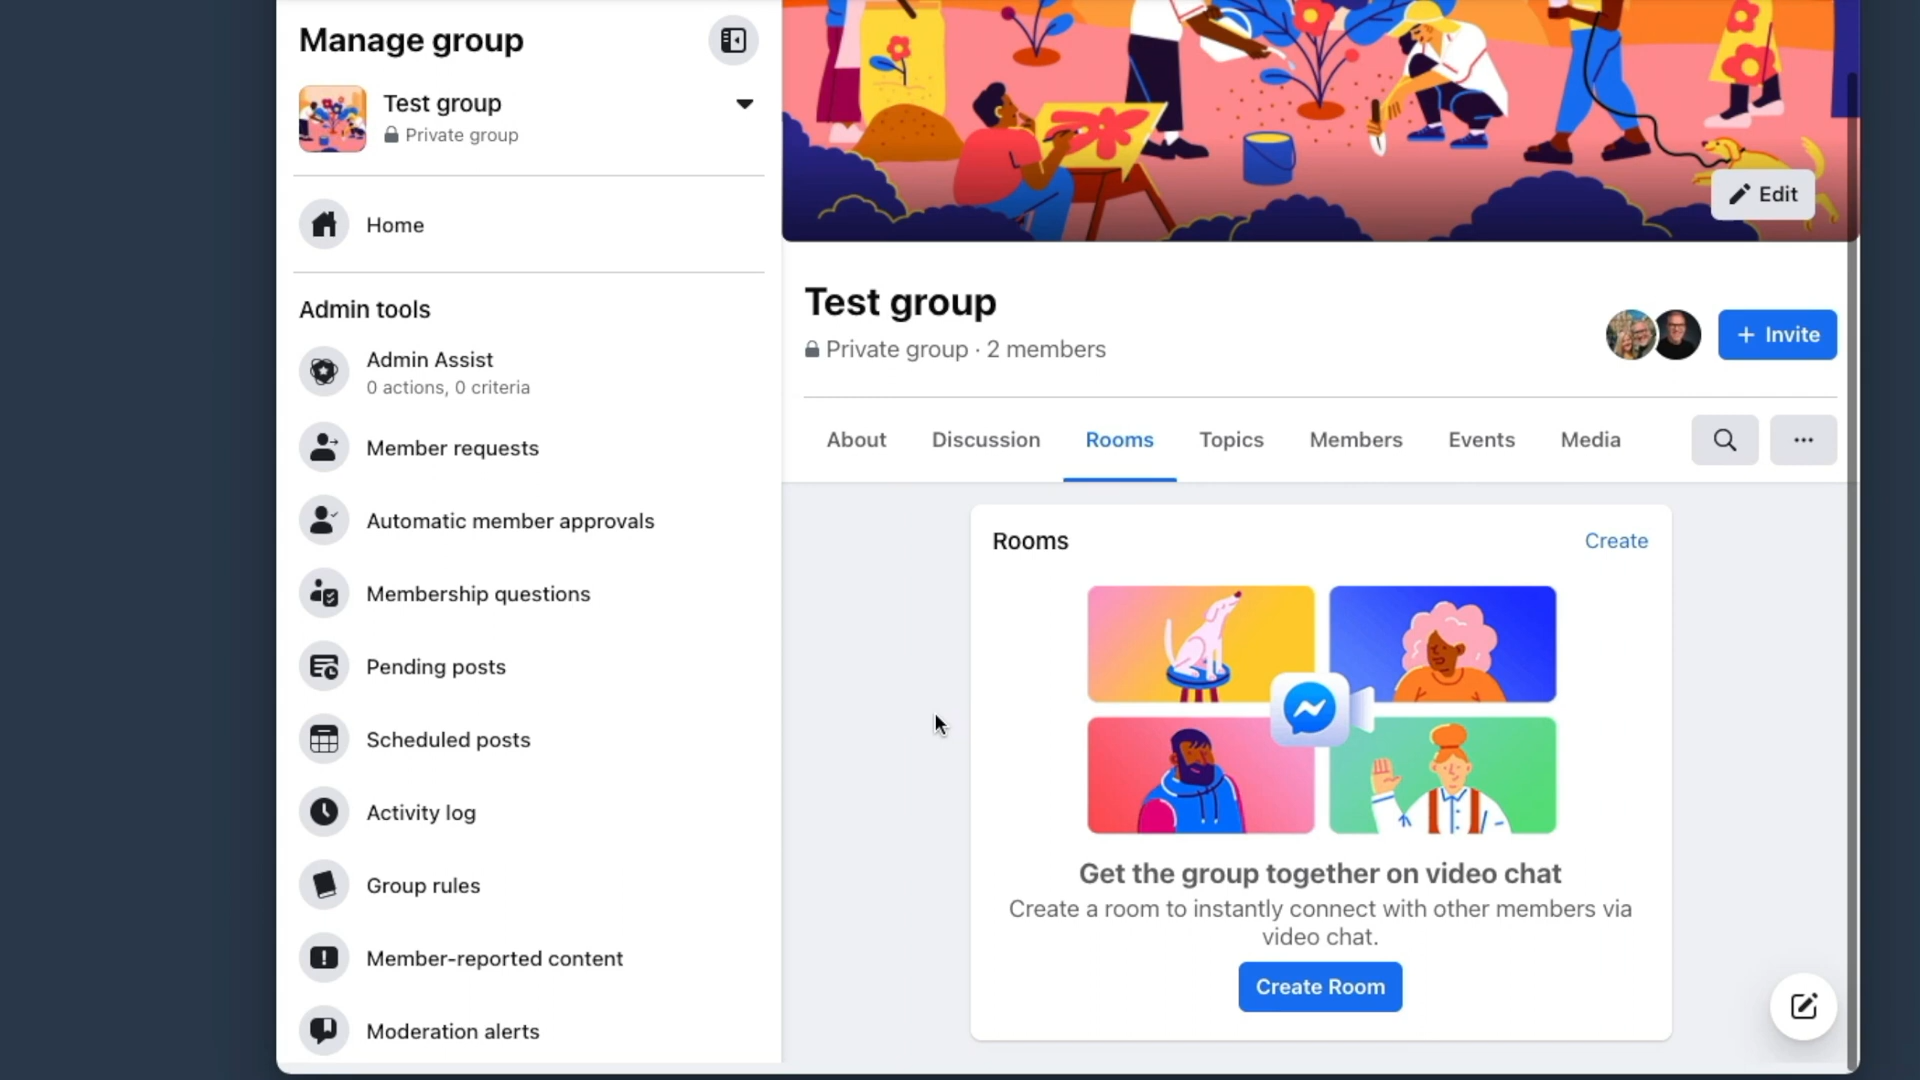 Manage group
Test group
Private group
Home
Admin tools
Admin Assist
0 actions, 0 criteria
Member requests
Automatic member approvals
Membership questions
Pending posts
Scheduled posts
Activity log
Group rules
Member-reported content
Moderation alerts
Edit
Test group
Private group · 2 members
+ Invite
About Discussion Rooms Topics Members Events Media
Rooms
Create
Get the group together on video chat
Create a room to instantly connect with other members via
video chat.
Create Room